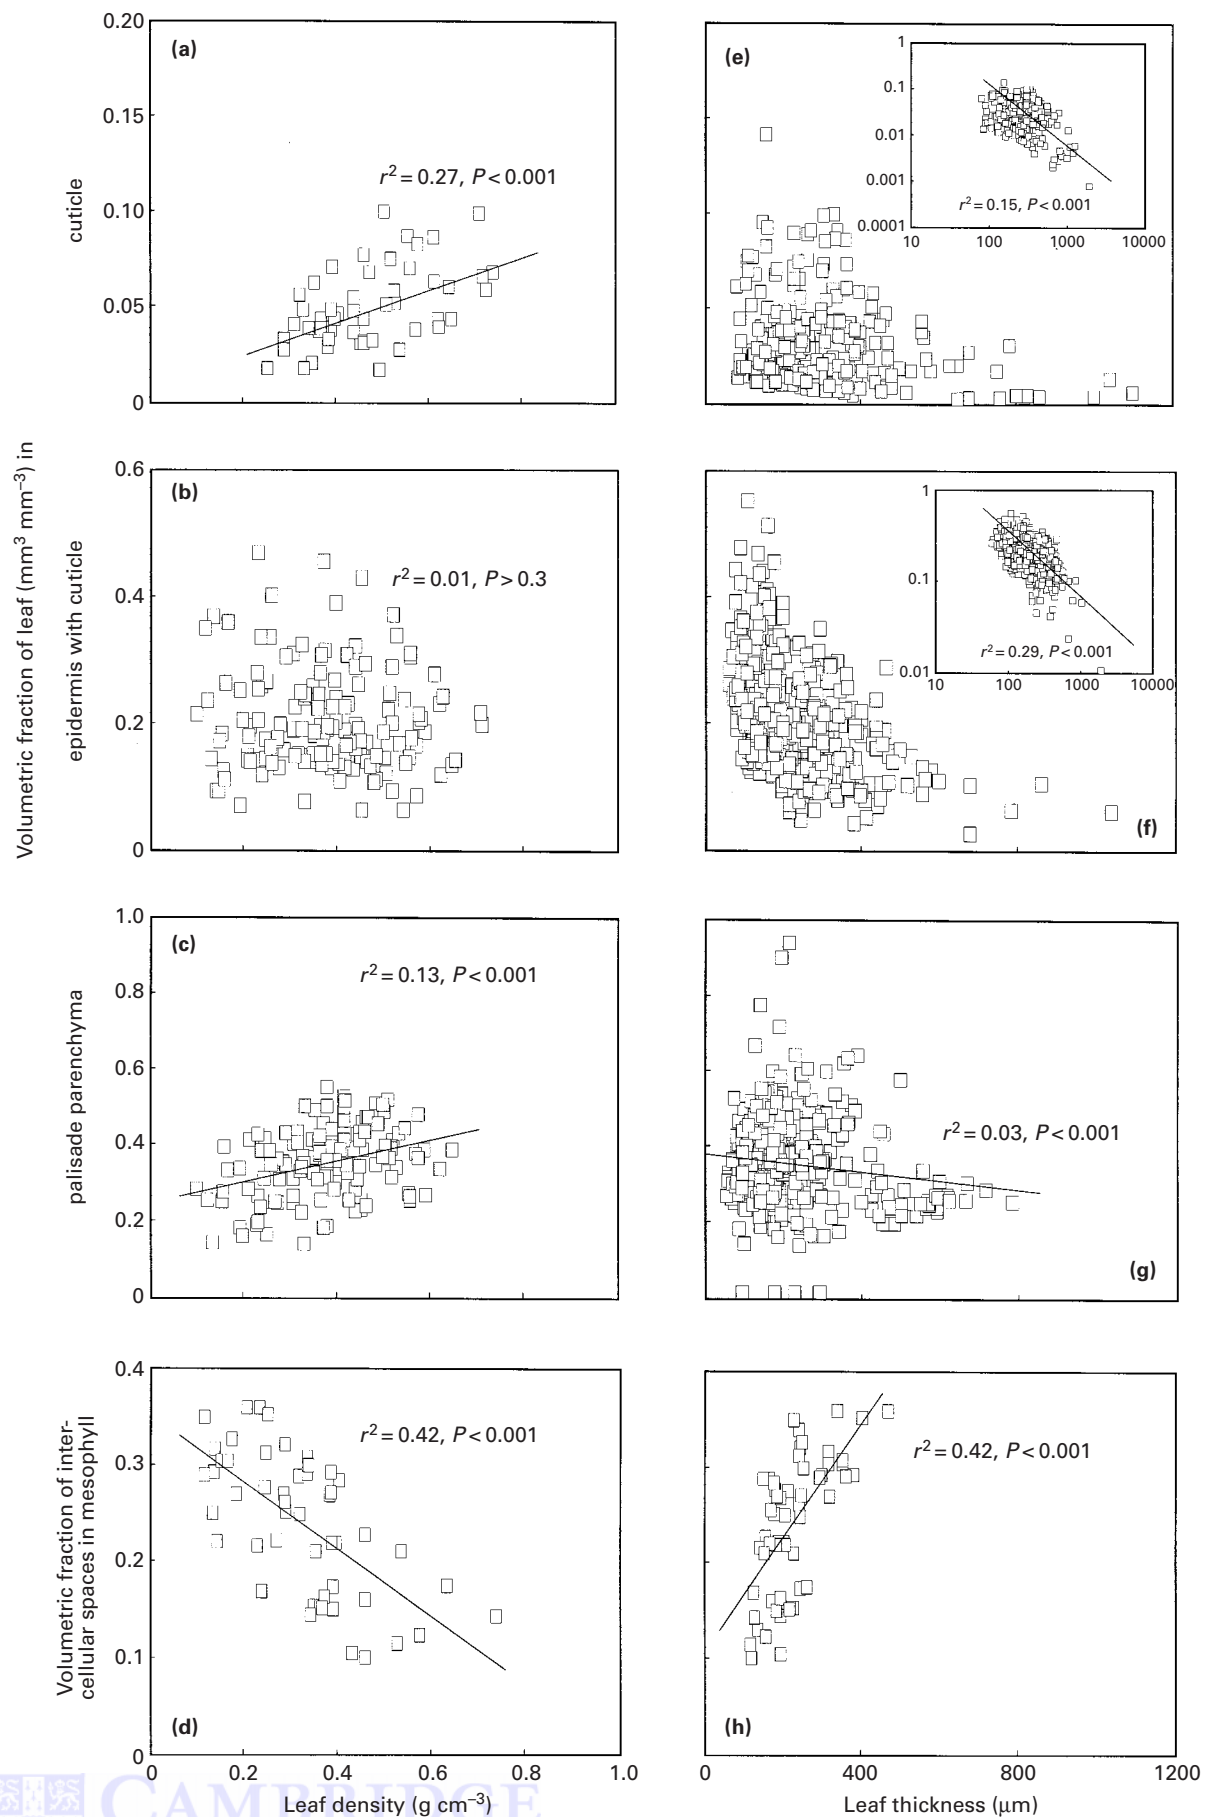 Volumetric fraction of leaf (mm³ mm⁻³) in
cuticle
0.20
0.15
0.10
0.05
0
(a)
r² = 0.27, P < 0.001
(e)
1
0.1
0.01
0.001
0.0001
10
100
1000
10000
r² = 0.15, P < 0.001
epidermis with cuticle
0.6
0.4
0.2
0
(b)
r² = 0.01, P > 0.3
1
0.1
0.01
10
100
1000
10000
r² = 0.29, P < 0.001
(f)
palisade parenchyma
1.0
0.8
0.6
0.4
0.2
0
(c)
r² = 0.13, P < 0.001
r² = 0.03, P < 0.001
(g)
Volumetric fraction of inter-
cellular spaces in mesophyll
0.4
0.3
0.2
0.1
0
r² = 0.42, P < 0.001
(d)
0
0.2
0.4
0.6
0.8
1.0
Leaf density (g cm⁻³)
r² = 0.42, P < 0.001
(h)
0
400
800
1200
Leaf thickness (μm)
CAMBRIDGE